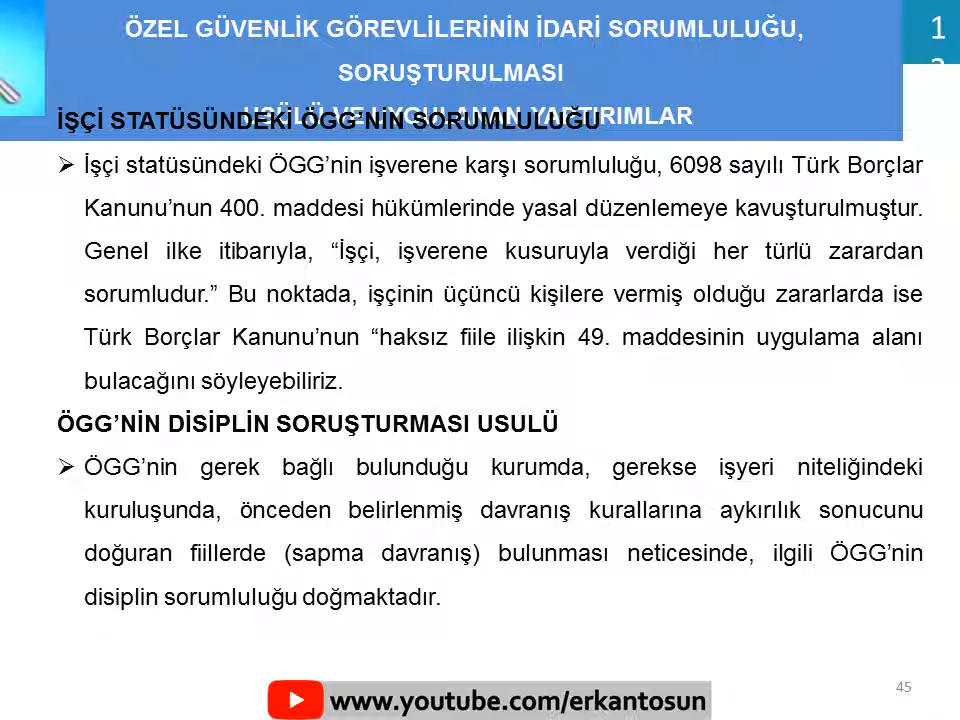 ÖZEL GÜVENLİK GÖREVLİLERİNİN İDARİ SORUMLULUĞU,
SORUŞTURULMASI
USÜLÜ VE UYGULANAN YAPTIRIMLAR
İŞÇİ STATÜSÜNDEKİ ÖGG'NİN SORUMLULUĞU
➢ İşçi statüsündeki ÖGG’nin işverene karşı sorumluluğu, 6098 sayılı Türk Borçlar
Kanunu’nun 400. maddesi hükümlerinde yasal düzenlemeye kavuşturulmuştur.
Genel ilke itibarıyla, “İşçi, işverene kusuruyla verdiği her türlü zarardan
sorumludur.” Bu noktada, işçinin üçüncü kişilere vermiş olduğu zararlarda ise
Türk Borçlar Kanunu’nun “haksız fiile ilişkin 49. maddesinin uygulama alanı
bulacağını söyleyebiliriz.
ÖGG’NİN DİSİPLİN SORUŞTURMASI USULÜ
➢ ÖGG’nin gerek bağlı bulunduğu kurumda, gerekse işyeri niteliğindeki
kuruluşunda, önceden belirlenmiş davranış kurallarına aykırılık sonucunu
doğuran fiillerde (sapma davranış) bulunması neticesinde, ilgili ÖGG’nin
disiplin sorumluluğu doğmaktadır.
45
www.youtube.com/erkantosun